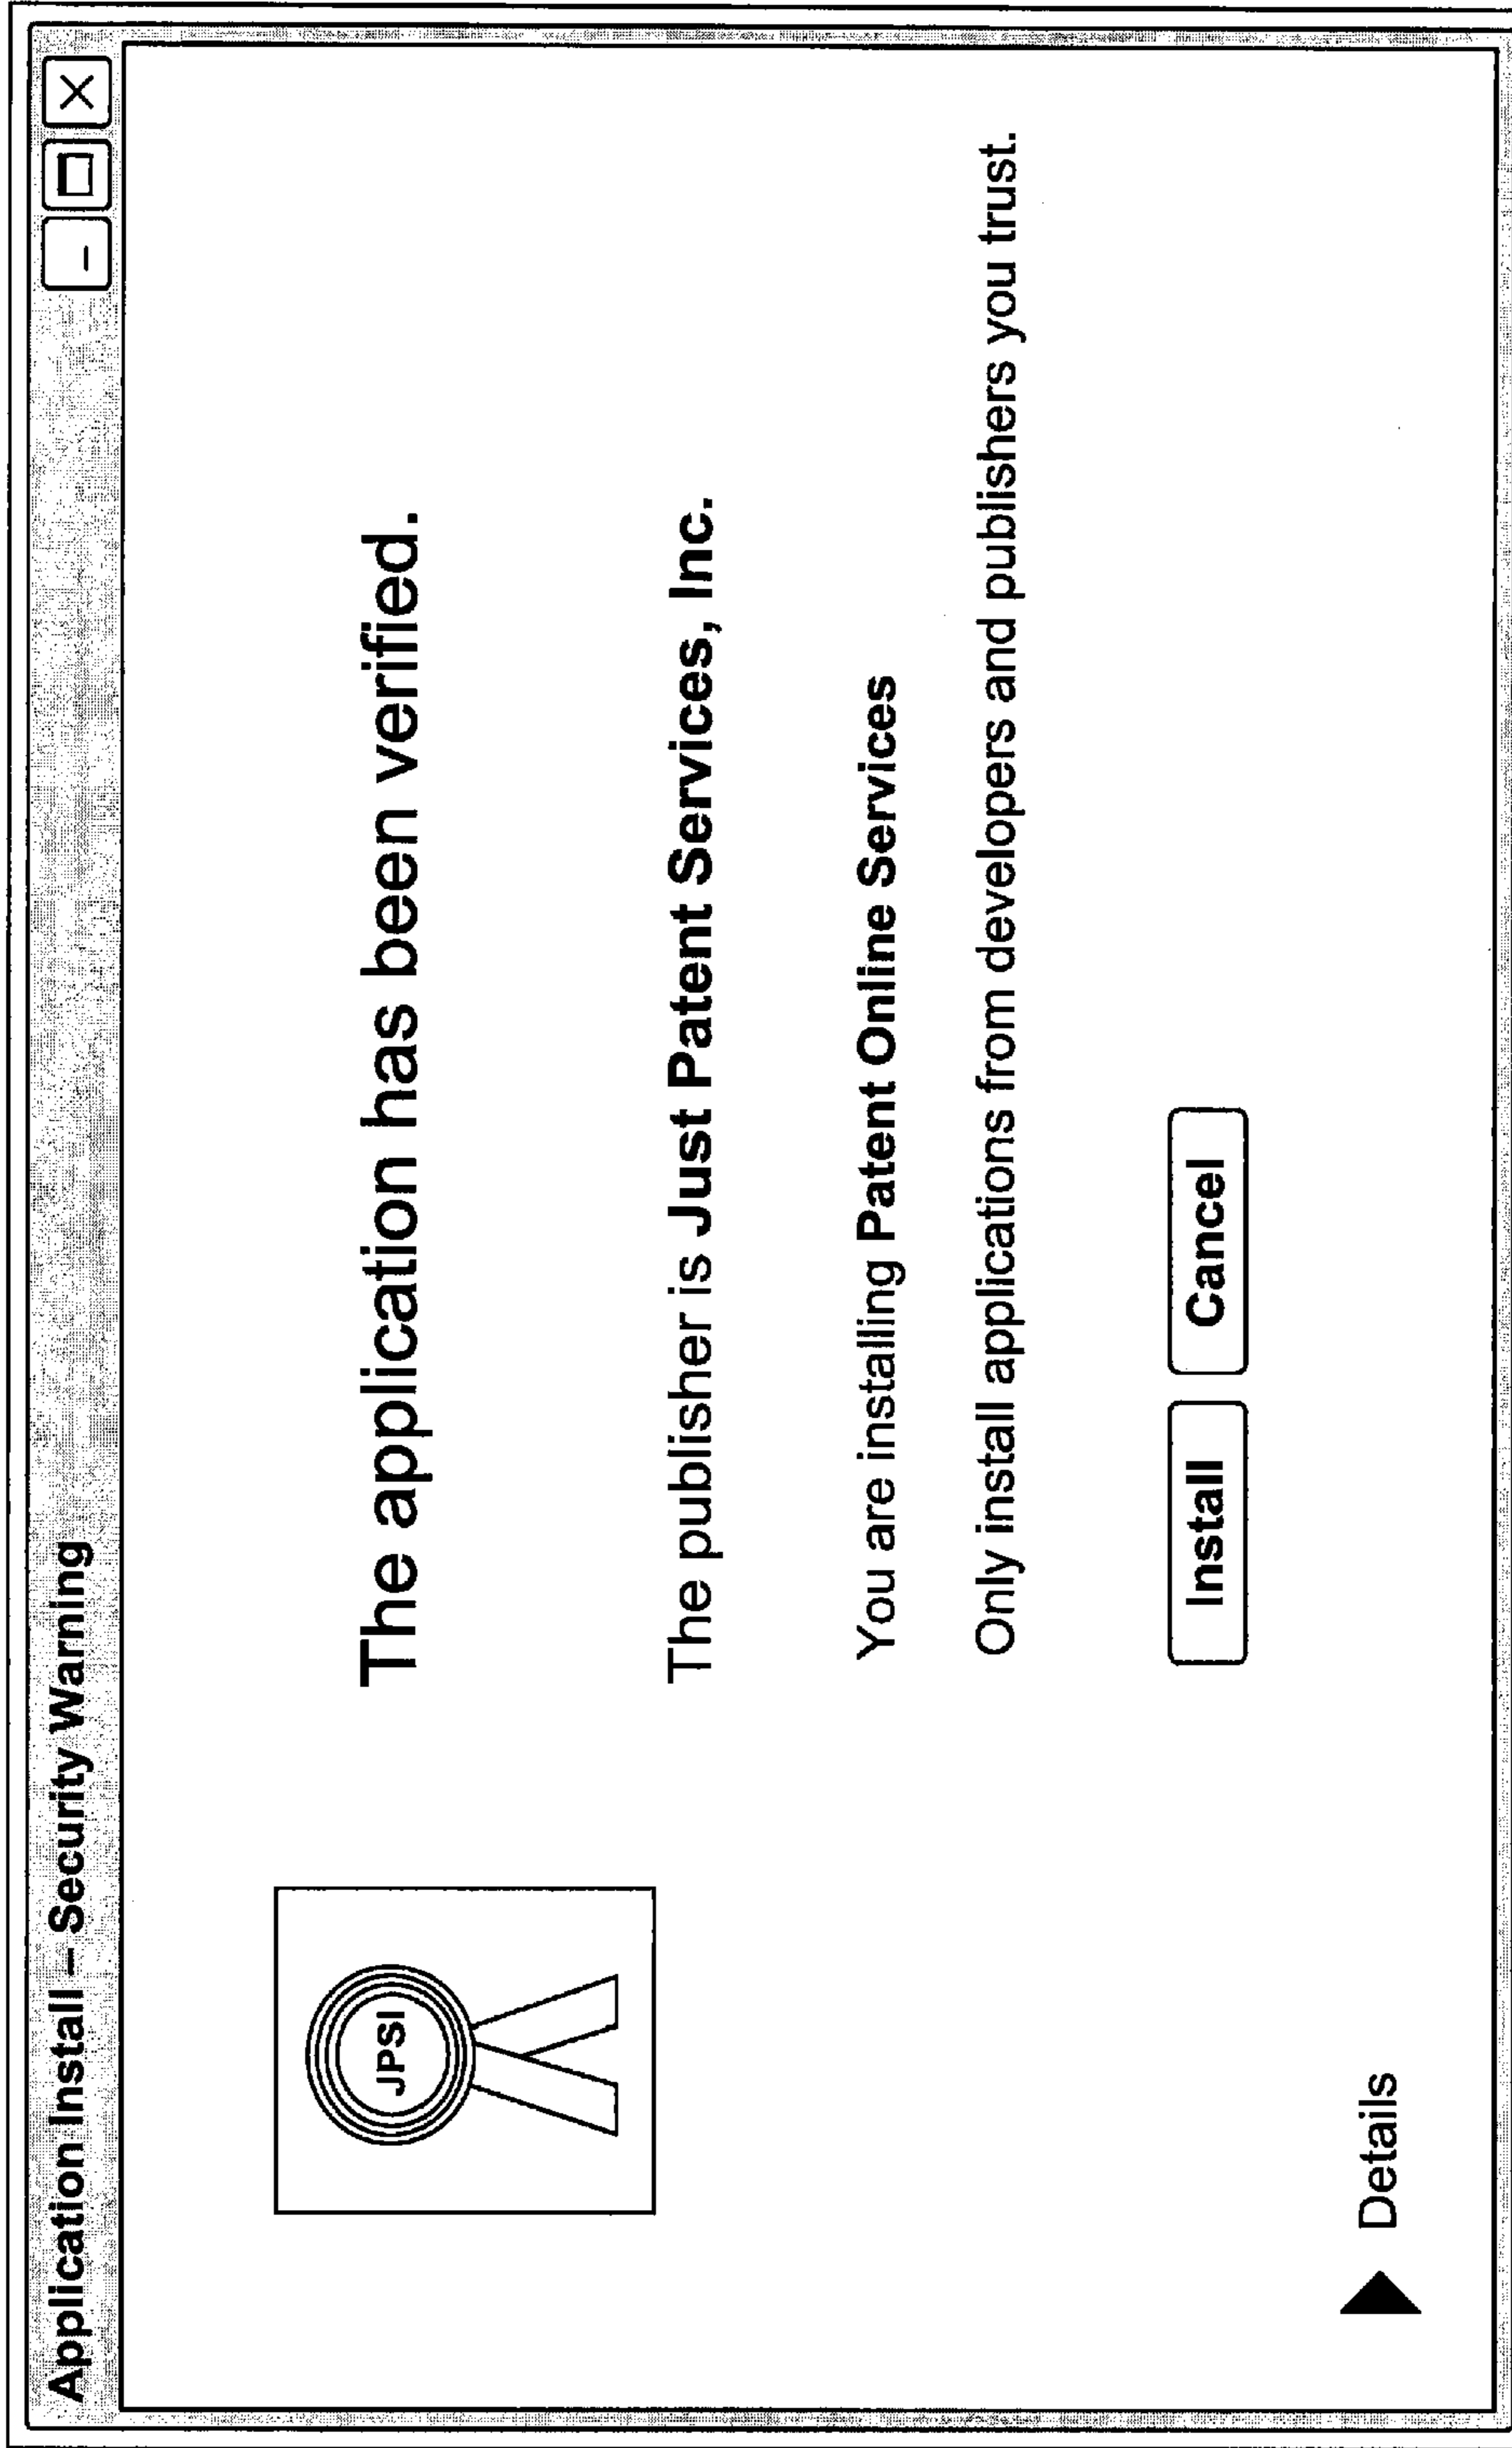 Application Install – Security Warning
JPSI
The application has been verified.
The publisher is Just Patent Services, Inc.
You are installing Patent Online Services
Only install applications from developers and publishers you trust.
Install
Cancel
Details